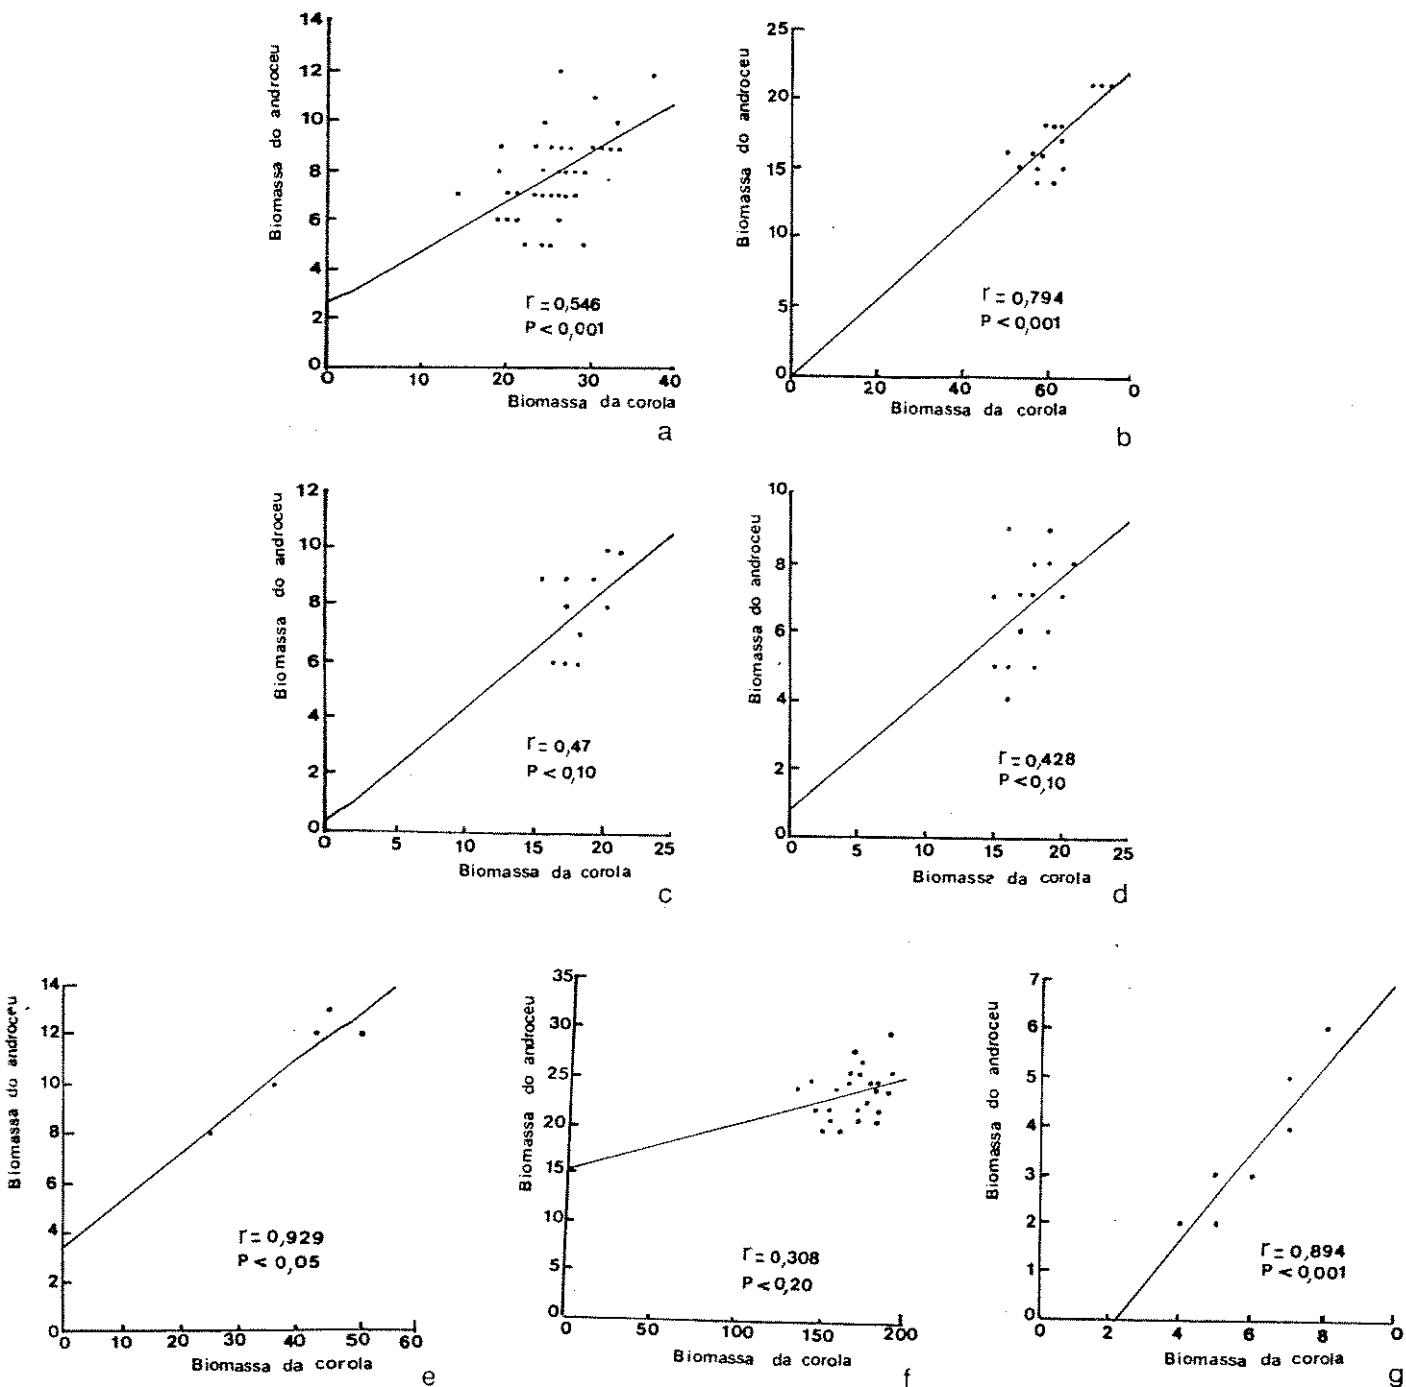 Biomassa do androceu
14
12
10
8
6
4
2
0
0 10 20 30 40
Biomassa da corola
r = 0,546
P < 0,001
a
Biomassa do androceu
25
20
15
10
5
0
0 20 40 60 0
Biomassa da corola
r = 0,794
P < 0,001
b
Biomassa do androceu
12
10
8
6
4
2
0
0 5 10 15 20 25
Biomassa da corola
r = 0,47
P < 0,10
c
Biomassa do androceu
10
8
6
4
2
0
0 5 10 15 20 25
Biomassa da corola
r = 0,428
P < 0,10
d
Biomassa do androceu
14
12
10
8
6
4
2
0
0 10 20 30 40 50 60
Biomassa da corola
r = 0,929
P < 0,05
e
Biomassa do androceu
35
30
25
20
15
10
5
0
0 50 100 150 200
Biomassa da corola
r = 0,308
P < 0,20
f
Biomassa do androceu
7
6
5
4
3
2
1
0
0 2 4 6 8 0
Biomassa da corola
r = 0,894
P < 0,001
g